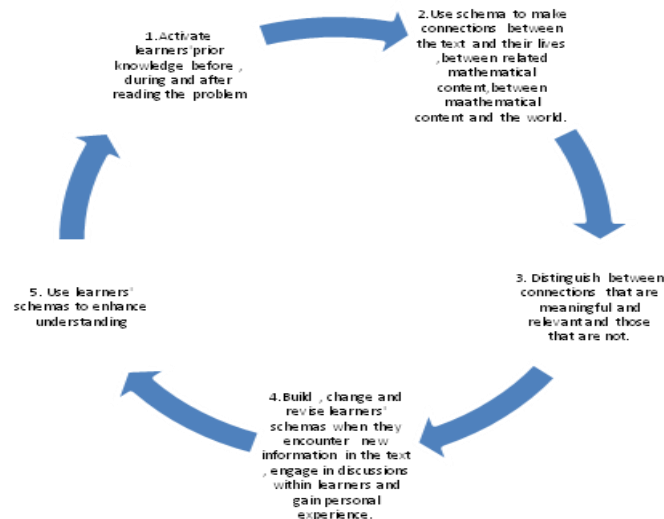 1.Activate
learners'prior
knowledge before ,
during and after
reading the problem
2.Use schema to make
connections between
the text and their lives
,between related
mathematical
content,between
maathematical
content and the world.
3. Distinguish between
connections that are
meaningful and
relevant and those
that are not.
4.Build , change and
revise learners'
schemas when they
encounter new
information in the text
, engage in discussions
within learners and
gain personal
experience.
5. Use learners'
schemas to enhance
understanding